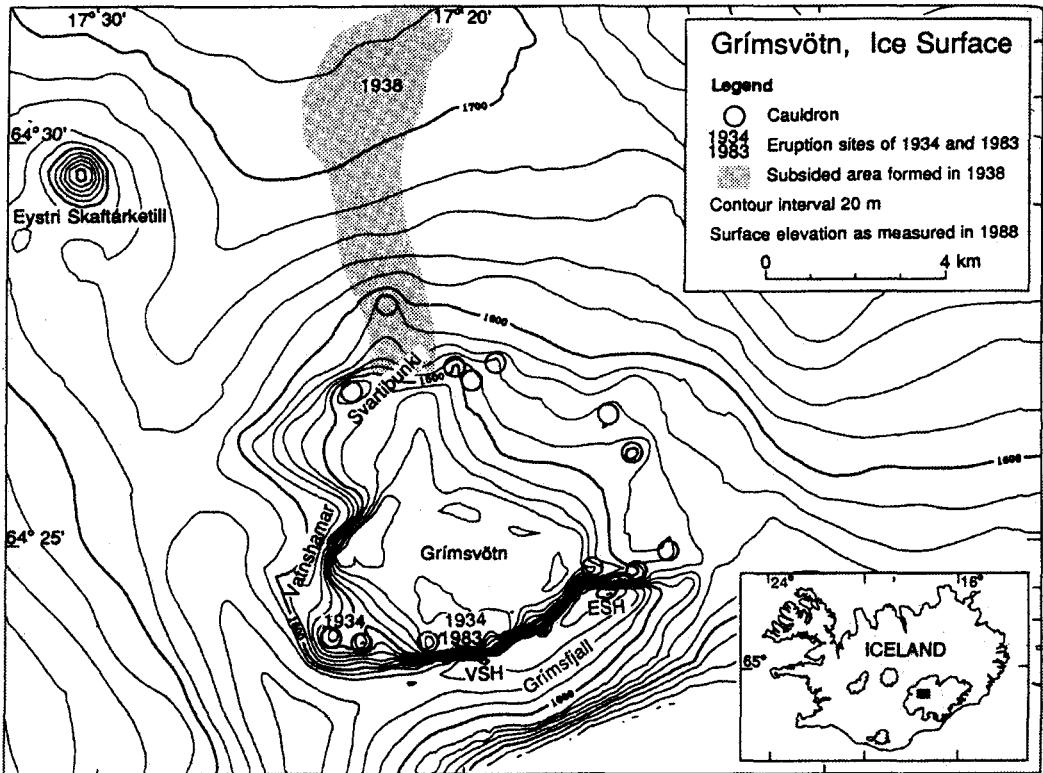 17° 30'
17° 20'
Grímsvötn, Ice Surface
Legend
Cauldron
1934
1983
Eruption sites of 1934 and 1983
Subsided area formed in 1938
Contour interval 20 m
Surface elevation as measured in 1988
0 4 km
1938
1700
64° 30'
Eystri Skaftárketill
1600
Svartibunki
1500
1600
64° 25'
Vatnshamar
Grímsvötn
1934
1934
1983
ESH
VSH
Grímsfjall
1600
24°
16°
65°
ICELAND